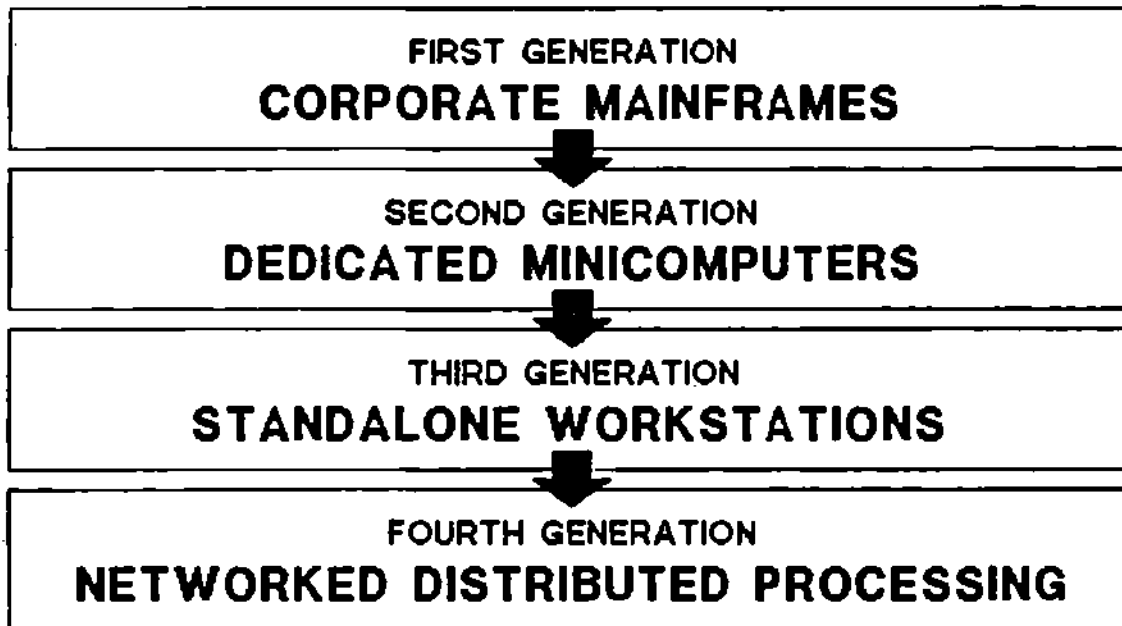 FIRST GENERATION
CORPORATE MAINFRAMES
SECOND GENERATION
DEDICATED MINICOMPUTERS
THIRD GENERATION
STANDALONE WORKSTATIONS
FOURTH GENERATION
NETWORKED DISTRIBUTED PROCESSING